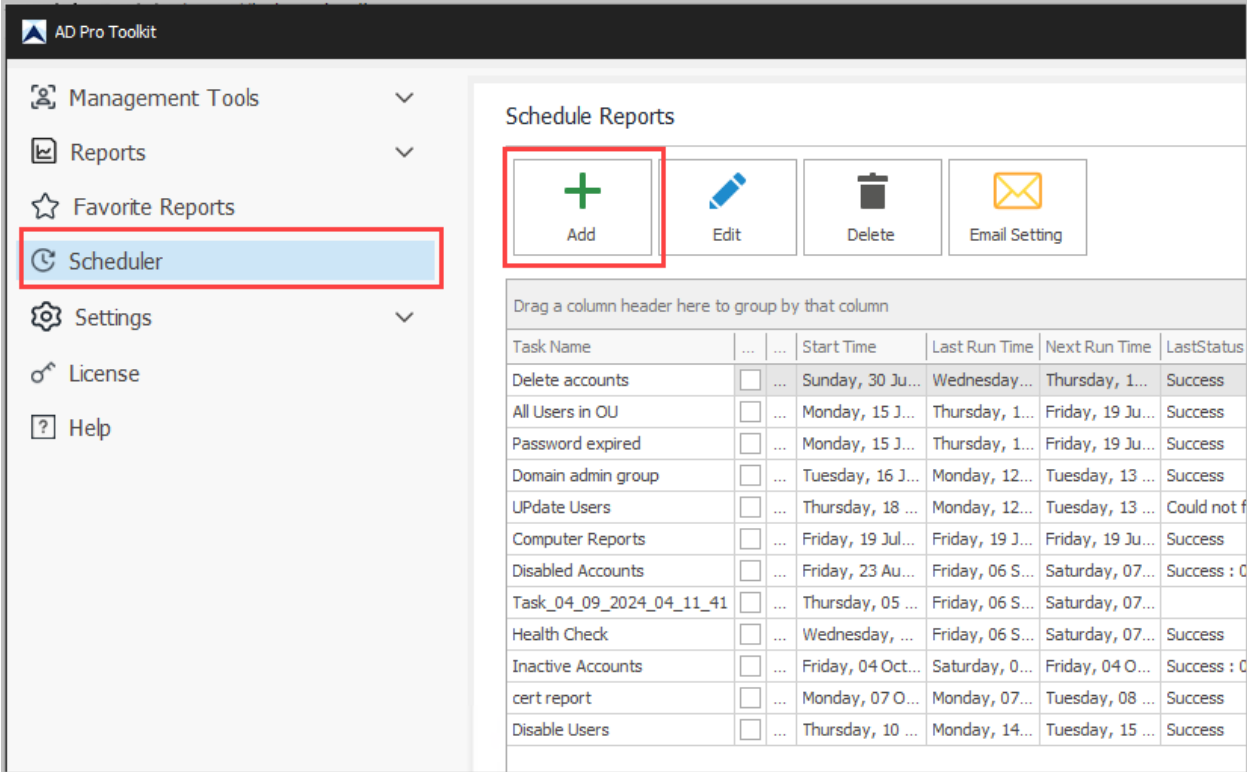 AD Pro Toolkit
Management Tools
Reports
Favorite Reports
Scheduler
Settings
License
Help
Schedule Reports
Add Edit Delete Email Setting
Drag a column header here to group by that column
Task Name ... ... Start Time Last Run Time Next Run Time LastStatus
Delete accounts ... Sunday, 30 Ju... Wednesday... Thursday, 1... Success
All Users in OU ... Monday, 15 J... Thursday, 1... Friday, 19 Ju... Success
Password expired ... Monday, 15 J... Thursday, 1... Friday, 19 Ju... Success
Domain admin group ... Tuesday, 16 J... Monday, 12... Tuesday, 13 ... Success
UPdate Users ... Thursday, 18 ... Monday, 12... Tuesday, 13 ... Could not f
Computer Reports ... Friday, 19 Jul... Friday, 19 J... Friday, 19 Ju... Success
Disabled Accounts ... Friday, 23 Au... Friday, 06 S... Saturday, 07... Success : 0
Task_04_09_2024_04_11_41 ... Thursday, 05 ... Friday, 06 S... Saturday, 07...
Health Check ... Wednesday, ... Friday, 06 S... Saturday, 07... Success
Inactive Accounts ... Friday, 04 Oct... Saturday, 0... Friday, 04 O... Success : 0
cert report ... Monday, 07 O... Monday, 07... Tuesday, 08 ... Success
Disable Users ... Thursday, 10 ... Monday, 14... Tuesday, 15 ... Success